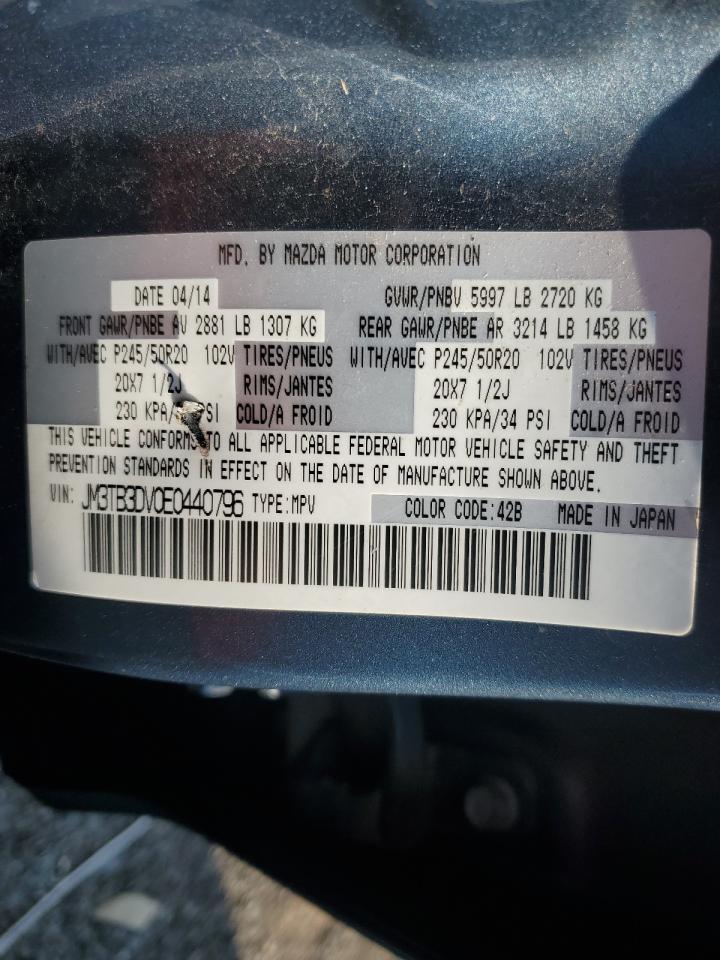 MFD. BY MAZDA MOTOR CORPORATION
DATE 04/14 GVWR/PNBV 5997 LB 2720 KG
FRONT GAWR/PNBE AV 2881 LB 1307 KG REAR GAWR/PNBE AR 3214 LB 1458 KG
WITH/AVEC P245/50R20 102V TIRES/PNEUS WITH/AVEC P245/50R20 102V TIRES/PNEUS
20X7 1/2J RIMS/JANTES 20X7 1/2J RIMS/JANTES
230 KPA/ PSI COLD/A FROID 230 KPA/34 PSI COLD/A FROID
THIS VEHICLE CONFORMS TO ALL APPLICABLE FEDERAL MOTOR VEHICLE SAFETY AND THEFT
PREVENTION STANDARDS IN EFFECT ON THE DATE OF MANUFACTURE SHOWN ABOVE.
VIN: JM3TB3DV0E0440796 TYPE:MPV COLOR CODE:42B MADE IN JAPAN